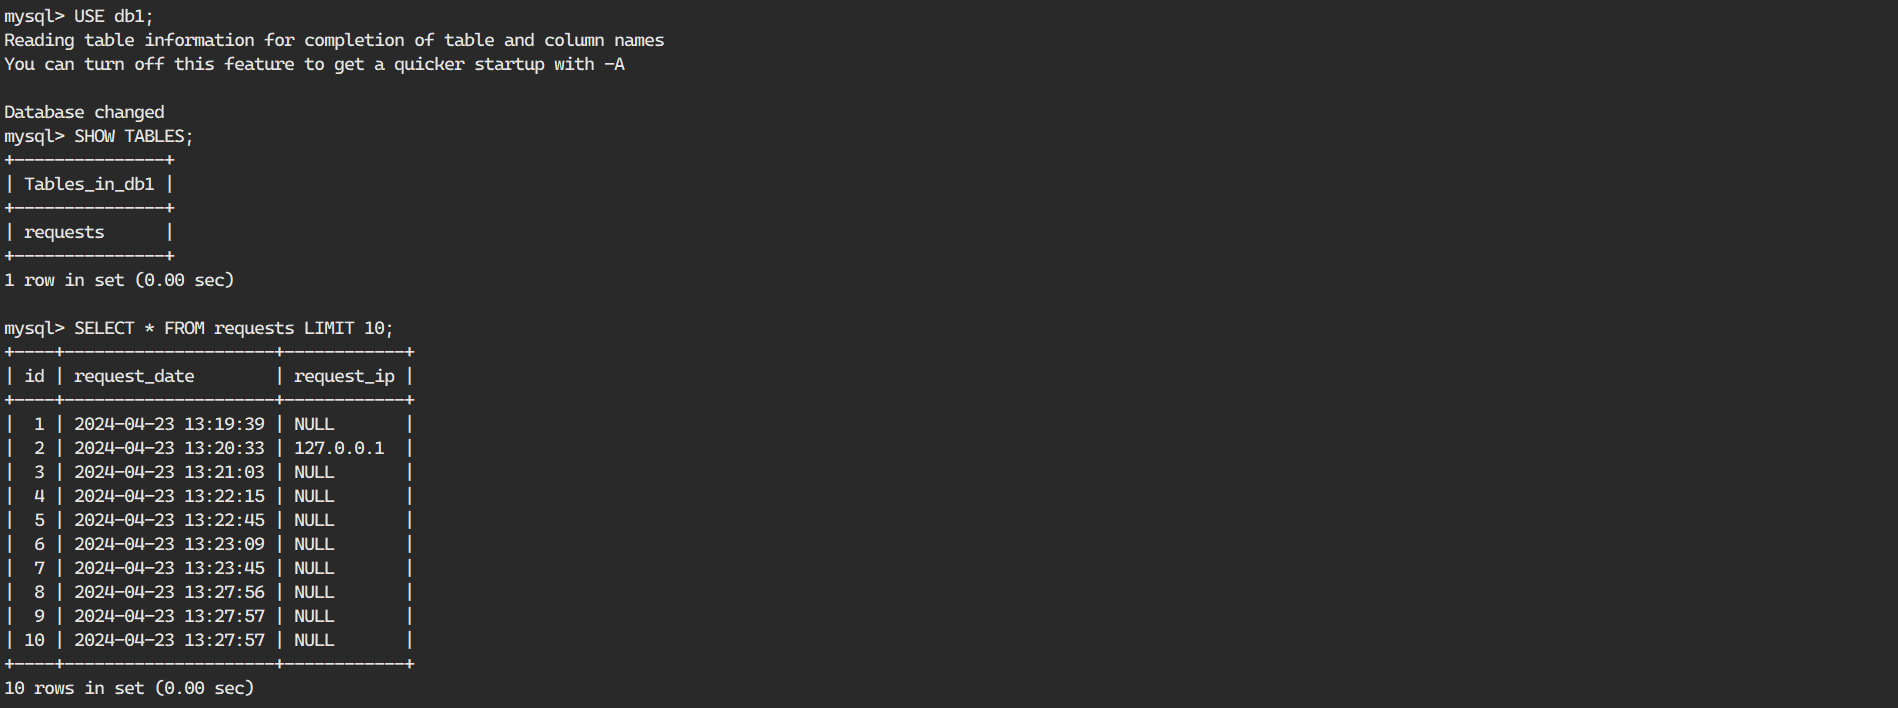 mysql> USE db1;
Reading table information for completion of table and column names
You can turn off this feature to get a quicker startup with -A
Database changed
mysql> SHOW TABLES;
+---------------+
| Tables_in_db1 |
+---------------+
| requests      |
+---------------+
1 row in set (0.00 sec)
mysql> SELECT * FROM requests LIMIT 10;
+----+---------------------+------------+
| id | request_date        | request_ip |
+----+---------------------+------------+
|  1 | 2024-04-23 13:19:39 | NULL       |
|  2 | 2024-04-23 13:20:33 | 127.0.0.1  |
|  3 | 2024-04-23 13:21:03 | NULL       |
|  4 | 2024-04-23 13:22:15 | NULL       |
|  5 | 2024-04-23 13:22:45 | NULL       |
|  6 | 2024-04-23 13:23:09 | NULL       |
|  7 | 2024-04-23 13:23:45 | NULL       |
|  8 | 2024-04-23 13:27:56 | NULL       |
|  9 | 2024-04-23 13:27:57 | NULL       |
| 10 | 2024-04-23 13:27:57 | NULL       |
+----+---------------------+------------+
10 rows in set (0.00 sec)